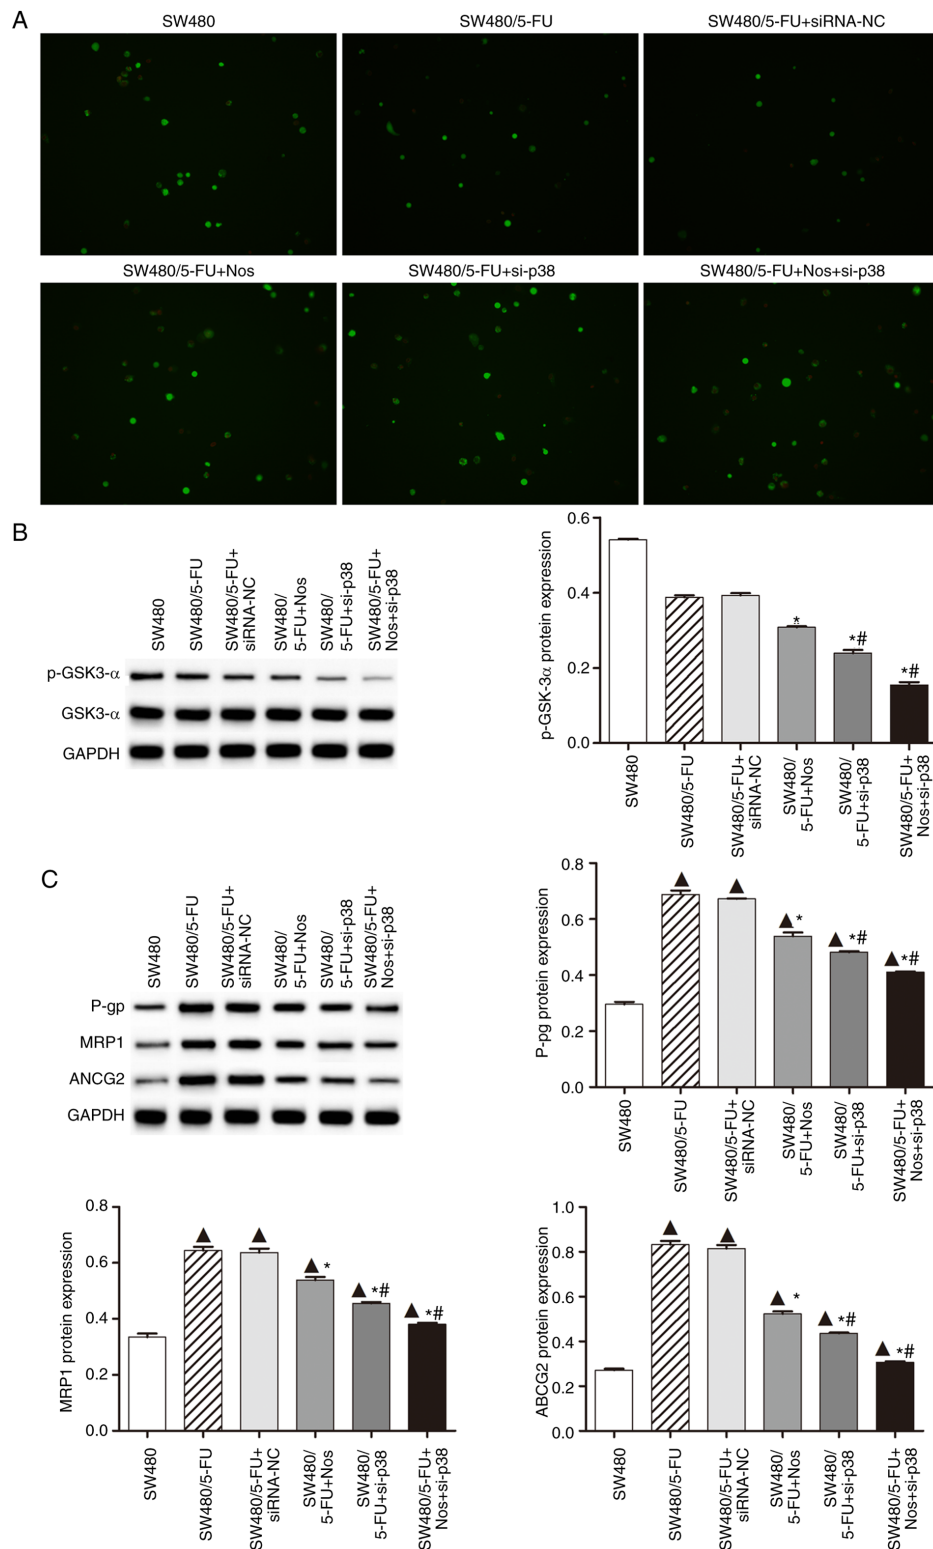 A
SW480
SW480/5-FU
SW480/5-FU+siRNA-NC
SW480/5-FU+Nos
SW480/5-FU+si-p38
SW480/5-FU+Nos+si-p38
B
SW480
SW480/5-FU
SW480/5-FU+
siRNA-NC
SW480/
5-FU+Nos
SW480/
5-FU+si-p38
SW480/5-FU+
Nos+si-p38
p-GSK3-α
GSK3-α
GAPDH
p-GSK-3α protein expression
0.6
0.4
0.2
0.0
*
*#
*#
SW480
SW480/5-FU
SW480/5-FU+
siRNA-NC
SW480/
5-FU+Nos
SW480/
5-FU+si-p38
SW480/5-FU+
Nos+si-p38
C
SW480
SW480/5-FU
SW480/5-FU+
siRNA-NC
SW480/
5-FU+Nos
SW480/
5-FU+si-p38
SW480/5-FU+
Nos+si-p38
P-gp
MRP1
ANCG2
GAPDH
P-pg protein expression
0.8
0.6
0.4
0.2
0.0
▲
▲
▲*
▲*#
▲*#
SW480
SW480/5-FU
SW480/5-FU+
siRNA-NC
SW480/
5-FU+Nos
SW480/
5-FU+si-p38
SW480/5-FU+
Nos+si-p38
MRP1 protein expression
0.8
0.6
0.4
0.2
0.0
▲
▲
▲*
▲*#
▲*#
SW480
SW480/5-FU
SW480/5-FU+
siRNA-NC
SW480/
5-FU+Nos
SW480/
5-FU+si-p38
SW480/5-FU+
Nos+si-p38
ABCG2 protein expression
1.0
0.8
0.6
0.4
0.2
0.0
▲
▲
▲*
▲*#
▲*#
SW480
SW480/5-FU
SW480/5-FU+
siRNA-NC
SW480/
5-FU+Nos
SW480/
5-FU+si-p38
SW480/5-FU+
Nos+si-p38